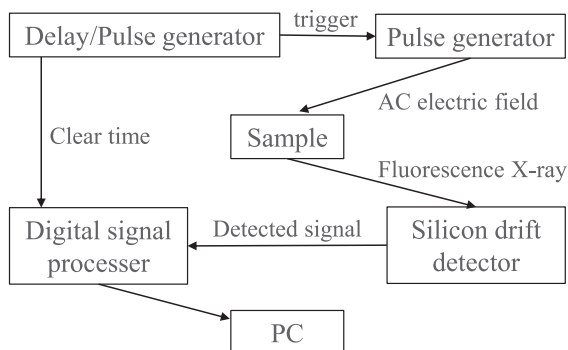 Delay/Pulse generator
trigger
Pulse generator
AC electric field
Clear time
Sample
Fluorescence X-ray
Digital signal
processer
Detected signal
Silicon drift
detector
PC